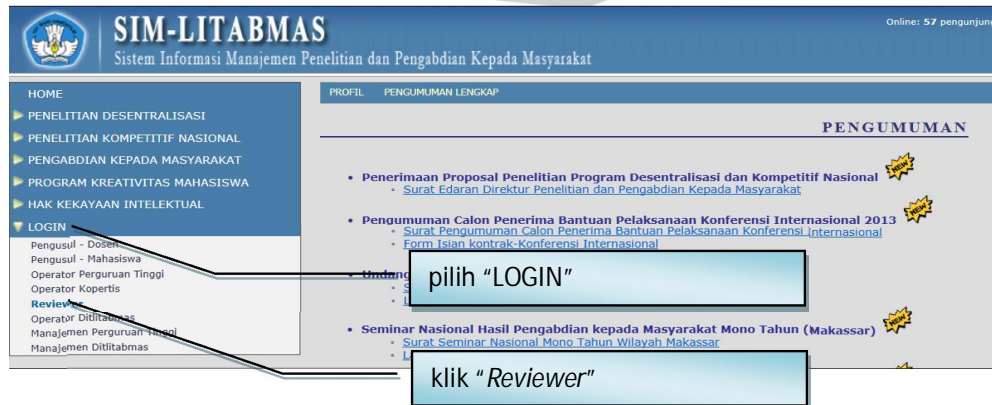 SIM-LITABMAS
Sistem Informasi Manajemen Penelitian dan Pengabdian Kepada Masyarakat
Online: 57 pengunjung
HOME
PENELITIAN DESENTRALISASI
PENELITIAN KOMPETITIF NASIONAL
PENGABDIAN KEPADA MASYARAKAT
PROGRAM KREATIVITAS MAHASISWA
HAK KEKAYAAN INTELEKTUAL
LOGIN
Pengusul - Dosen
Pengusul - Mahasiswa
Operator Perguruan Tinggi
Operator Kopertis
Reviewer
Operator Ditlitabmas
Manajemen Perguruan Tinggi
Manajemen Ditlitabmas
PROFIL PENGUMUMAN LENGKAP
PENGUMUMAN
• Penerimaan Proposal Penelitian Program Desentralisasi dan Kompetitif Nasional NEW
Surat Edaran Direktur Penelitian dan Pengabdian Kepada Masyarakat
• Pengumuman Calon Penerima Bantuan Pelaksanaan Konferensi Internasional 2013 NEW
Surat Pengumuman Calon Penerima Bantuan Pelaksanaan Konferensi Internasional
Form Isian kontrak-Konferensi Internasional
• Undang
pilih “LOGIN”
• Seminar Nasional Hasil Pengabdian kepada Masyarakat Mono Tahun (Makassar) NEW
Surat Seminar Nasional Mono Tahun Wilayah Makassar
klik “Reviewer”